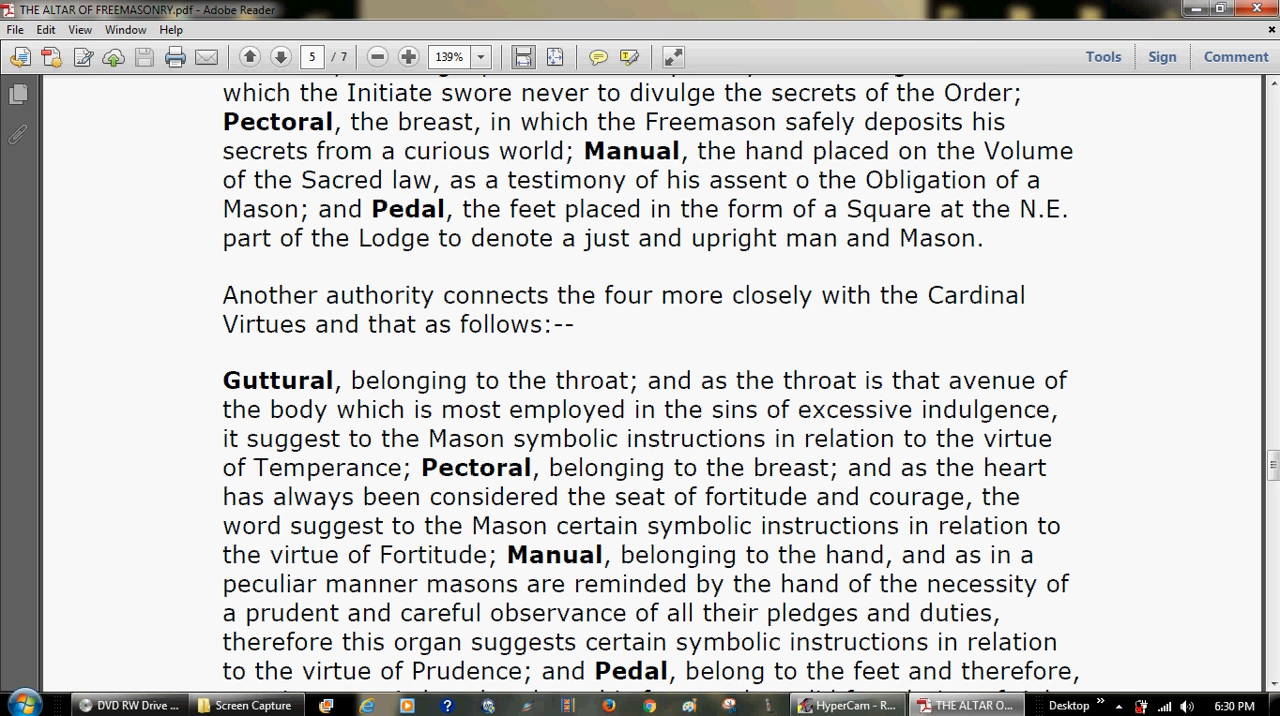 THE ALTAR OF FREEMASONRY.pdf - Adobe Reader
File Edit View Window Help
5 / 7 139% Tools Sign Comment
which the Initiate swore never to divulge the secrets of the Order;
Pectoral, the breast, in which the Freemason safely deposits his
secrets from a curious world; Manual, the hand placed on the Volume
of the Sacred law, as a testimony of his assent o the Obligation of a
Mason; and Pedal, the feet placed in the form of a Square at the N.E.
part of the Lodge to denote a just and upright man and Mason.
Another authority connects the four more closely with the Cardinal
Virtues and that as follows:--
Guttural, belonging to the throat; and as the throat is that avenue of
the body which is most employed in the sins of excessive indulgence,
it suggest to the Mason symbolic instructions in relation to the virtue
of Temperance; Pectoral, belonging to the breast; and as the heart
has always been considered the seat of fortitude and courage, the
word suggest to the Mason certain symbolic instructions in relation to
the virtue of Fortitude; Manual, belonging to the hand, and as in a
peculiar manner masons are reminded by the hand of the necessity of
a prudent and careful observance of all their pledges and duties,
therefore this organ suggests certain symbolic instructions in relation
to the virtue of Prudence; and Pedal, belong to the feet and therefore,
DVD RW Drive ... Screen Capture HyperCam - R... THE ALTAR O... Desktop » 6:30 PM